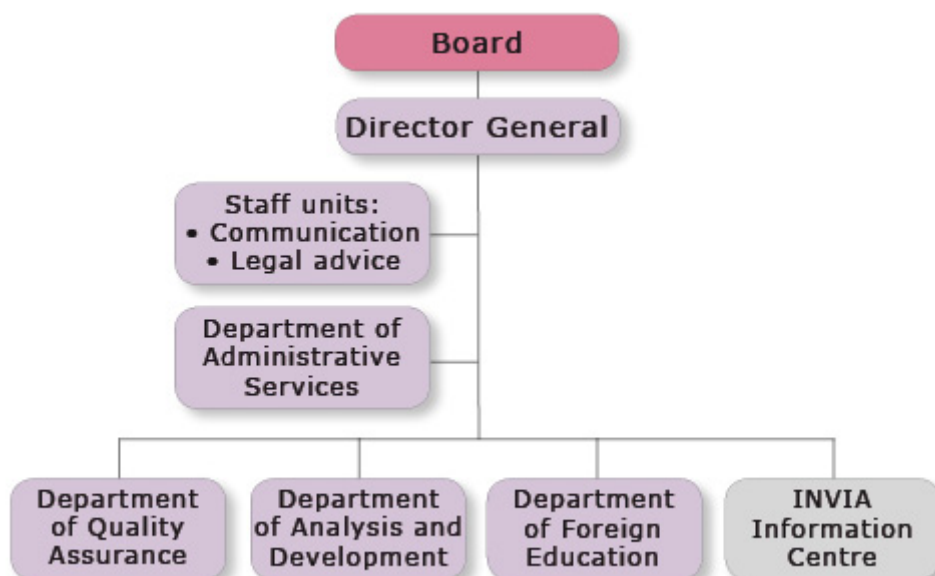 Board
Director General
Staff units:
• Communication
• Legal advice
Department of
Administrative
Services
Department
of Quality
Assurance
Department
of Analysis and
Development
Department
of Foreign
Education
INVIA
Information
Centre